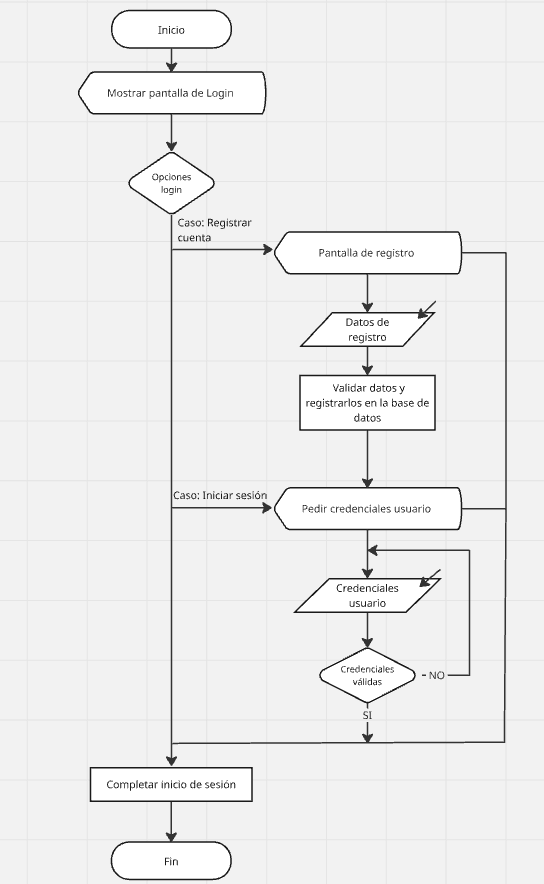 Inicio
Mostrar pantalla de Login
Opciones
login
Caso: Registrar
cuenta
Pantalla de registro
Datos de
registro
Validar datos y
registrarlos en la base de
datos
Caso: Iniciar sesión
Pedir credenciales usuario
Credenciales
usuario
Credenciales
válidas
NO
SI
Completar inicio de sesión
Fin